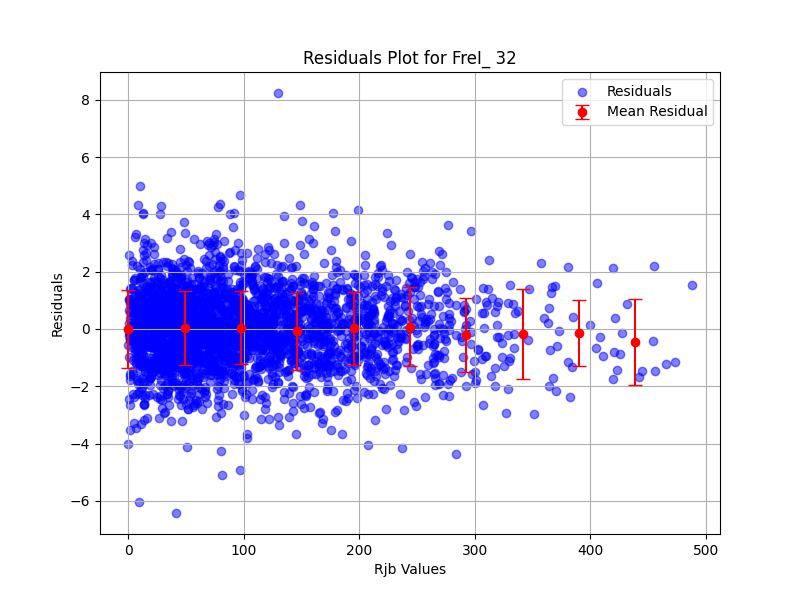 Residuals Plot for FreI_ 32
Residuals
Mean Residual
8
6
4
2
0
−2
−4
−6
Residuals
0 100 200 300 400 500
Rjb Values